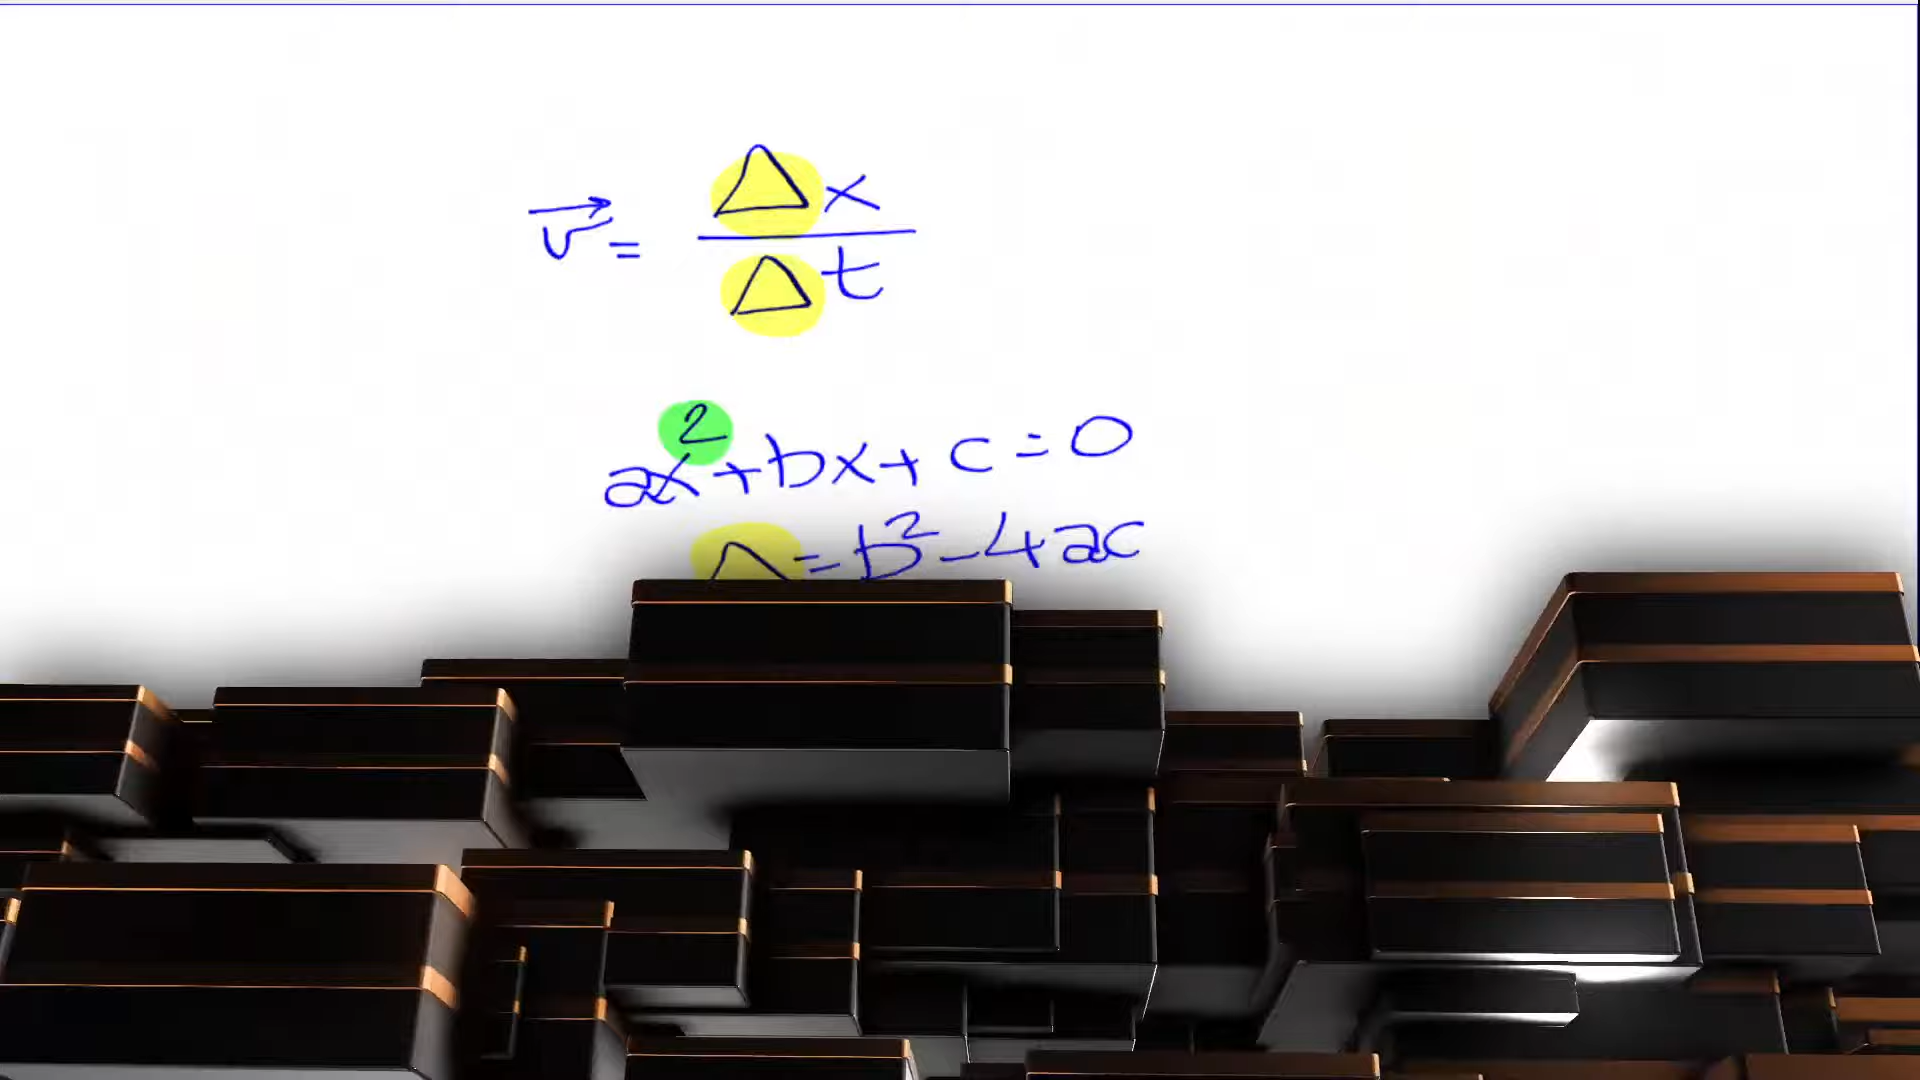 v⃗ = Δx / Δt
ax² + bx + c = 0
Δ = b² - 4ac